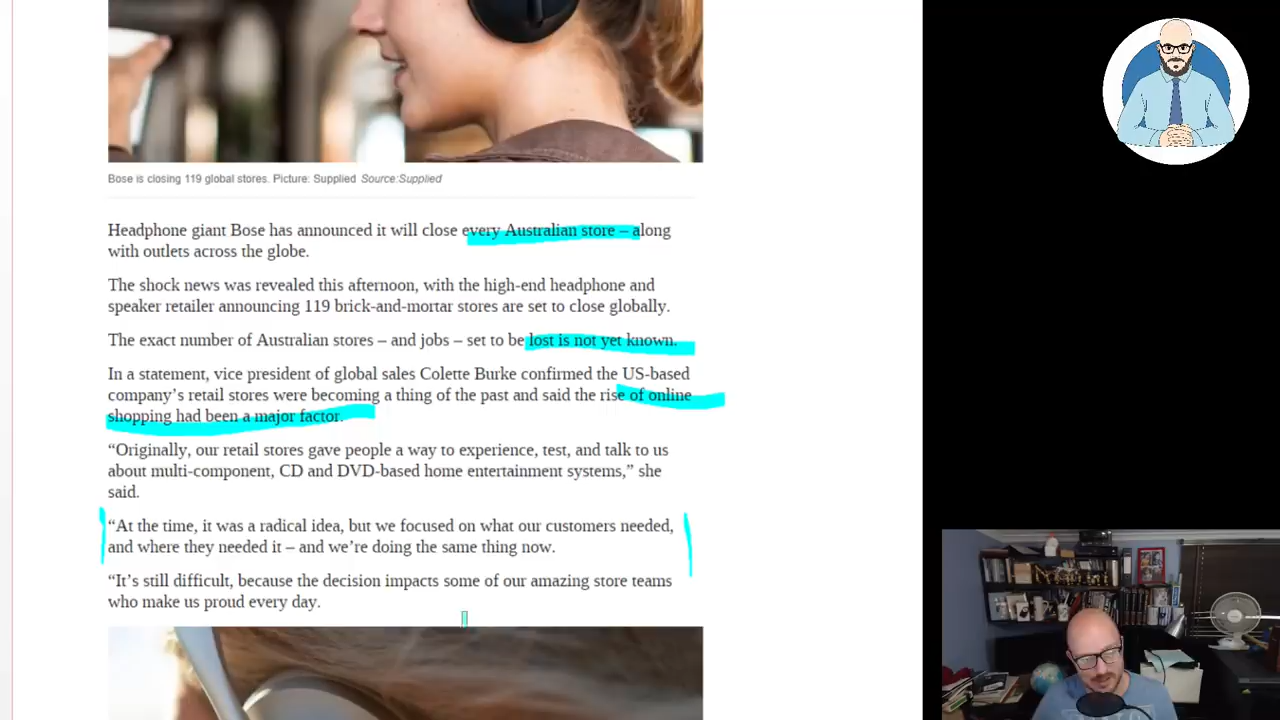 Bose is closing 119 global stores. Picture: Supplied Source:Supplied
Headphone giant Bose has announced it will close every Australian store – along
with outlets across the globe.
The shock news was revealed this afternoon, with the high-end headphone and
speaker retailer announcing 119 brick-and-mortar stores are set to close globally.
The exact number of Australian stores – and jobs – set to be lost is not yet known.
In a statement, vice president of global sales Colette Burke confirmed the US-based
company’s retail stores were becoming a thing of the past and said the rise of online
shopping had been a major factor.
“Originally, our retail stores gave people a way to experience, test, and talk to us
about multi-component, CD and DVD-based home entertainment systems,” she
said.
“At the time, it was a radical idea, but we focused on what our customers needed,
and where they needed it – and we’re doing the same thing now.
“It’s still difficult, because the decision impacts some of our amazing store teams
who make us proud every day.